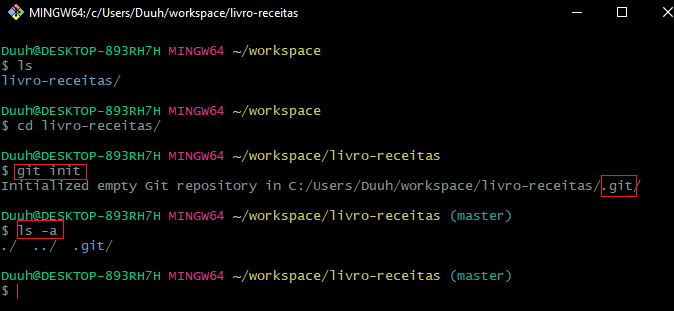 MINGW64:/c/Users/Duuh/workspace/livro-receitas
Duuh@DESKTOP-893RH7H MINGW64 ~/workspace
$ ls
livro-receitas/
Duuh@DESKTOP-893RH7H MINGW64 ~/workspace
$ cd livro-receitas/
Duuh@DESKTOP-893RH7H MINGW64 ~/workspace/livro-receitas
$ git init
Initialized empty Git repository in C:/Users/Duuh/workspace/livro-receitas/.git/
Duuh@DESKTOP-893RH7H MINGW64 ~/workspace/livro-receitas (master)
$ ls -a
./  ../  .git/
Duuh@DESKTOP-893RH7H MINGW64 ~/workspace/livro-receitas (master)
$